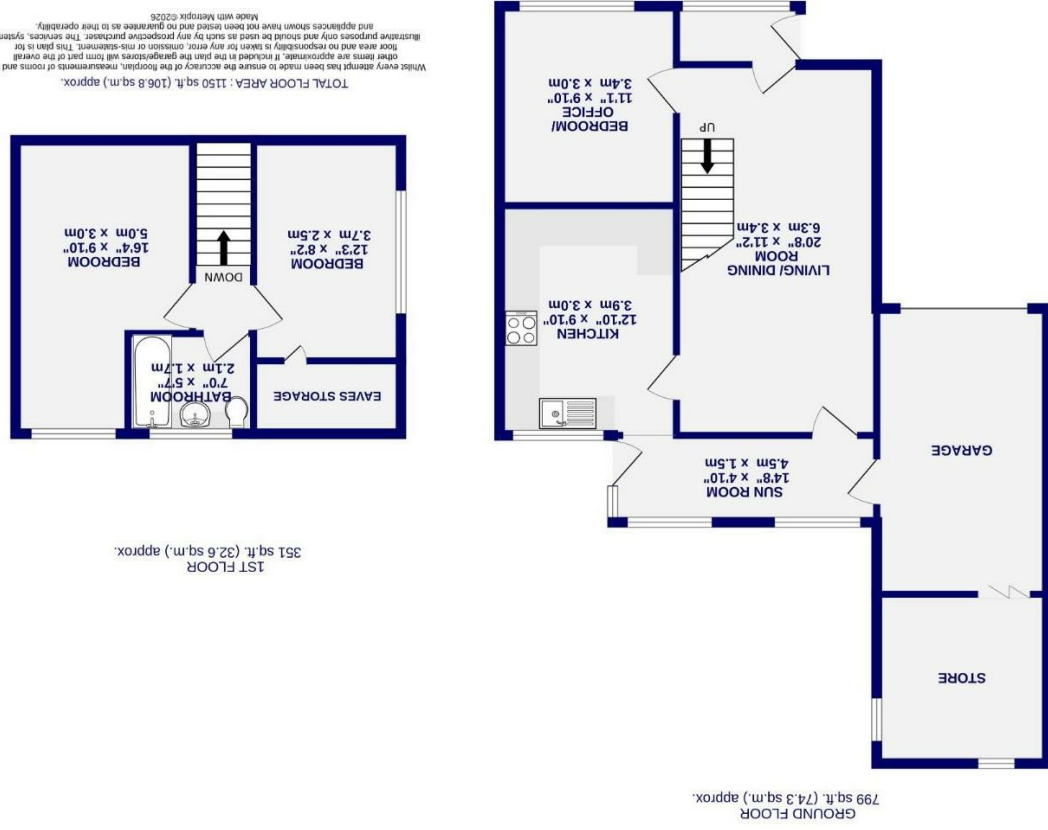 GROUND FLOOR
799 sq.ft. (74.3 sq.m.) approx.
STORE
GARAGE
SUN ROOM
14'8" x 4'10"
4.5m x 1.5m
KITCHEN
12'10" x 9'10"
3.9m x 3.0m
LIVING/ DINING
ROOM
20'8" x 11'2"
6.3m x 3.4m
UP
BEDROOM/
OFFICE
11'1" x 9'10"
3.4m x 3.0m
1ST FLOOR
351 sq.ft. (32.6 sq.m.) approx.
EAVES STORAGE
BATHROOM
7'0" x 5'7"
2.1m x 1.7m
DOWN
BEDROOM
12'3" x 8'2"
3.7m x 2.5m
BEDROOM
16'4" x 9'10"
5.0m x 3.0m
TOTAL FLOOR AREA : 1150 sq.ft. (106.8 sq.m.) approx.
Whilst every attempt has been made to ensure the accuracy of the floorplan, measurements of rooms and
other items are approximate, If included in the plan the garage/stores will form part of the overall
floor area and no responsibility is taken for any error, omission or mis-statement. This plan is for
illustrative purposes only and should be used as such by any prospective purchaser. The services, system
and appliances shown have not been tested and no guarantee as to their operability.
Made with Metropix ©2026